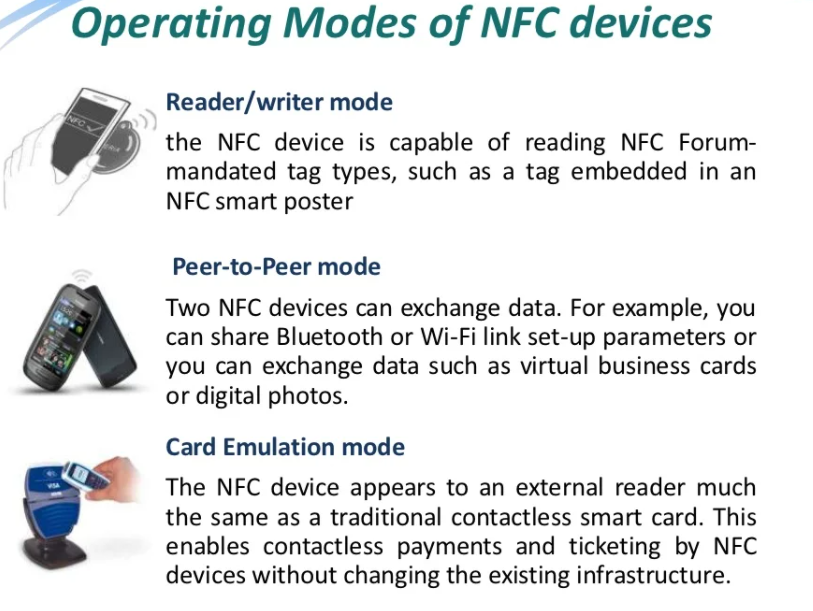 Operating Modes of NFC devices
Reader/writer mode
the NFC device is capable of reading NFC Forum-
mandated tag types, such as a tag embedded in an
NFC smart poster
NFC
Peer-to-Peer mode
Two NFC devices can exchange data. For example, you
can share Bluetooth or Wi-Fi link set-up parameters or
you can exchange data such as virtual business cards
or digital photos.
Card Emulation mode
The NFC device appears to an external reader much
the same as a traditional contactless smart card. This
enables contactless payments and ticketing by NFC
devices without changing the existing infrastructure.
VISA